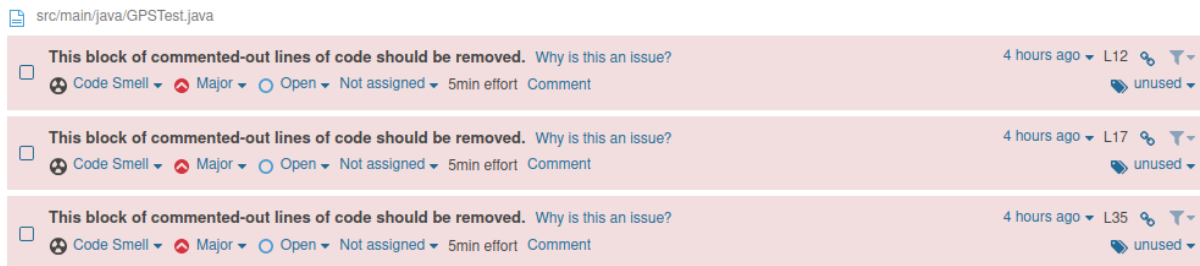 src/main/java/GPSTest.java
This block of commented-out lines of code should be removed. Why is this an issue? 4 hours ago L12
Code Smell Major Open Not assigned 5min effort Comment unused
This block of commented-out lines of code should be removed. Why is this an issue? 4 hours ago L17
Code Smell Major Open Not assigned 5min effort Comment unused
This block of commented-out lines of code should be removed. Why is this an issue? 4 hours ago L35
Code Smell Major Open Not assigned 5min effort Comment unused